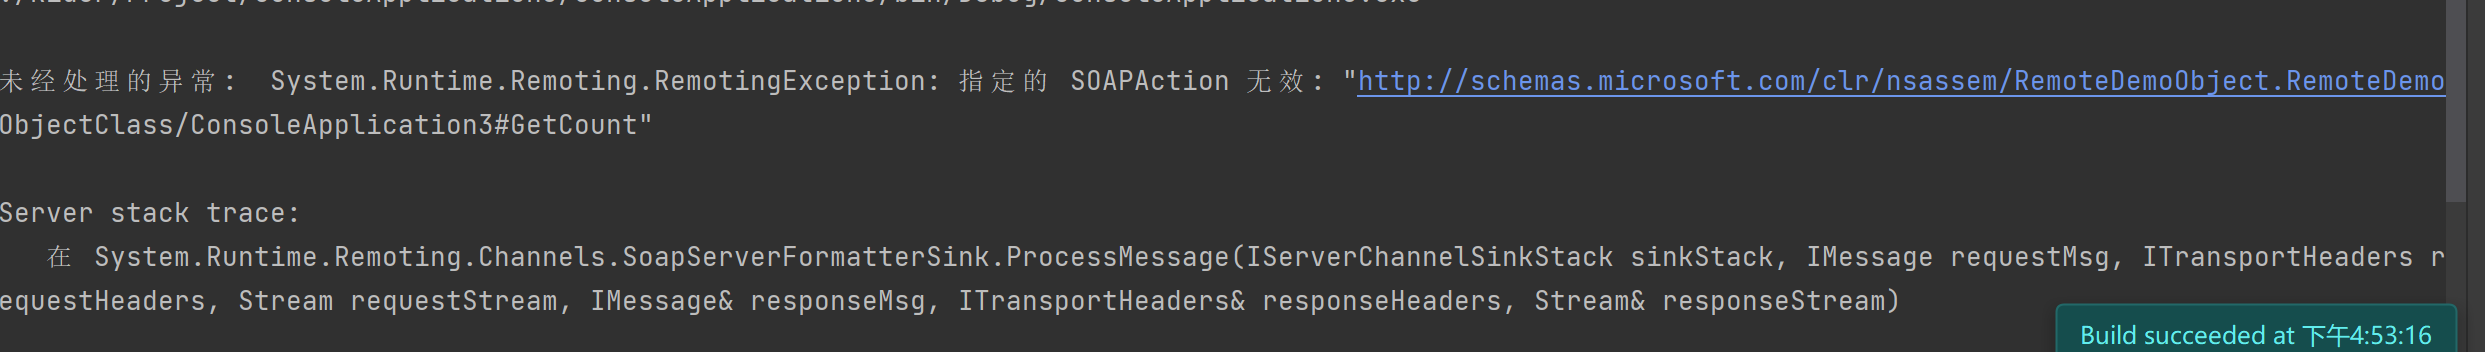 未经处理的异常: System.Runtime.Remoting.RemotingException: 指定的 SOAPAction 无效: "http://schemas.microsoft.com/clr/nsassem/RemoteDemoObject.RemoteDemo
ObjectClass/ConsoleApplication3#GetCount"
Server stack trace:
在 System.Runtime.Remoting.Channels.SoapServerFormatterSink.ProcessMessage(IServerChannelSinkStack sinkStack, IMessage requestMsg, ITransportHeaders r
equestHeaders, Stream requestStream, IMessage& responseMsg, ITransportHeaders& responseHeaders, Stream& responseStream)
Build succeeded at 下午4:53:16